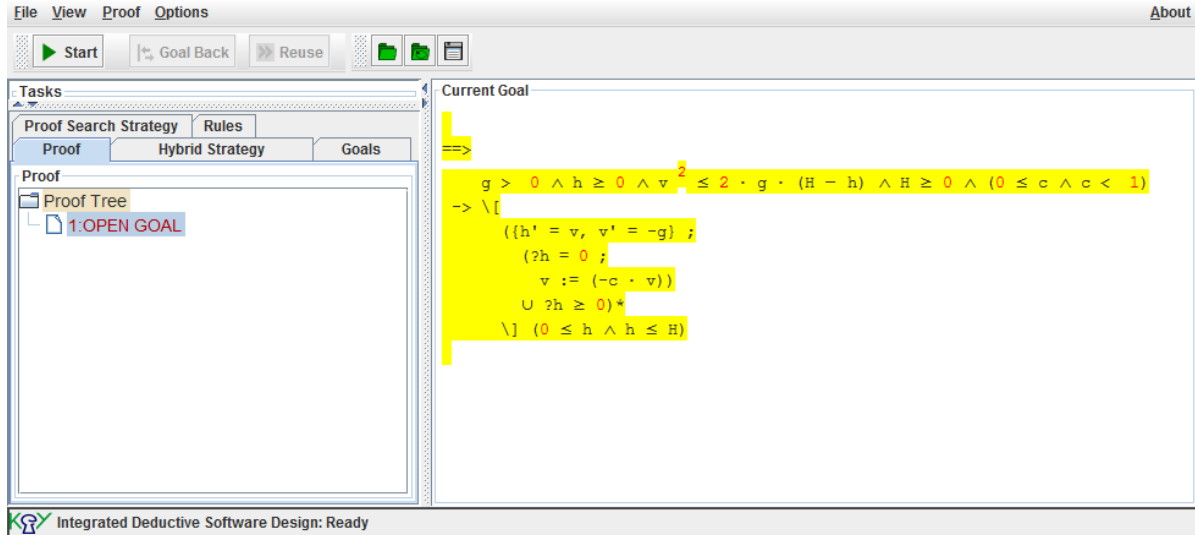 File View Proof Options About
Start Goal Back Reuse
Tasks
Current Goal
Proof Search Strategy Rules
Proof Hybrid Strategy Goals
Proof
Proof Tree
1:OPEN GOAL
==>
g > 0 ∧ h ≥ 0 ∧ v^2 ≤ 2 · g · (H − h) ∧ H ≥ 0 ∧ (0 ≤ c ∧ c < 1)
-> \[
({h' = v, v' = -g} ;
(?h = 0 ;
v := (-c · v))
∪ ?h ≥ 0)*
\] (0 ≤ h ∧ h ≤ H)
KeY Integrated Deductive Software Design: Ready